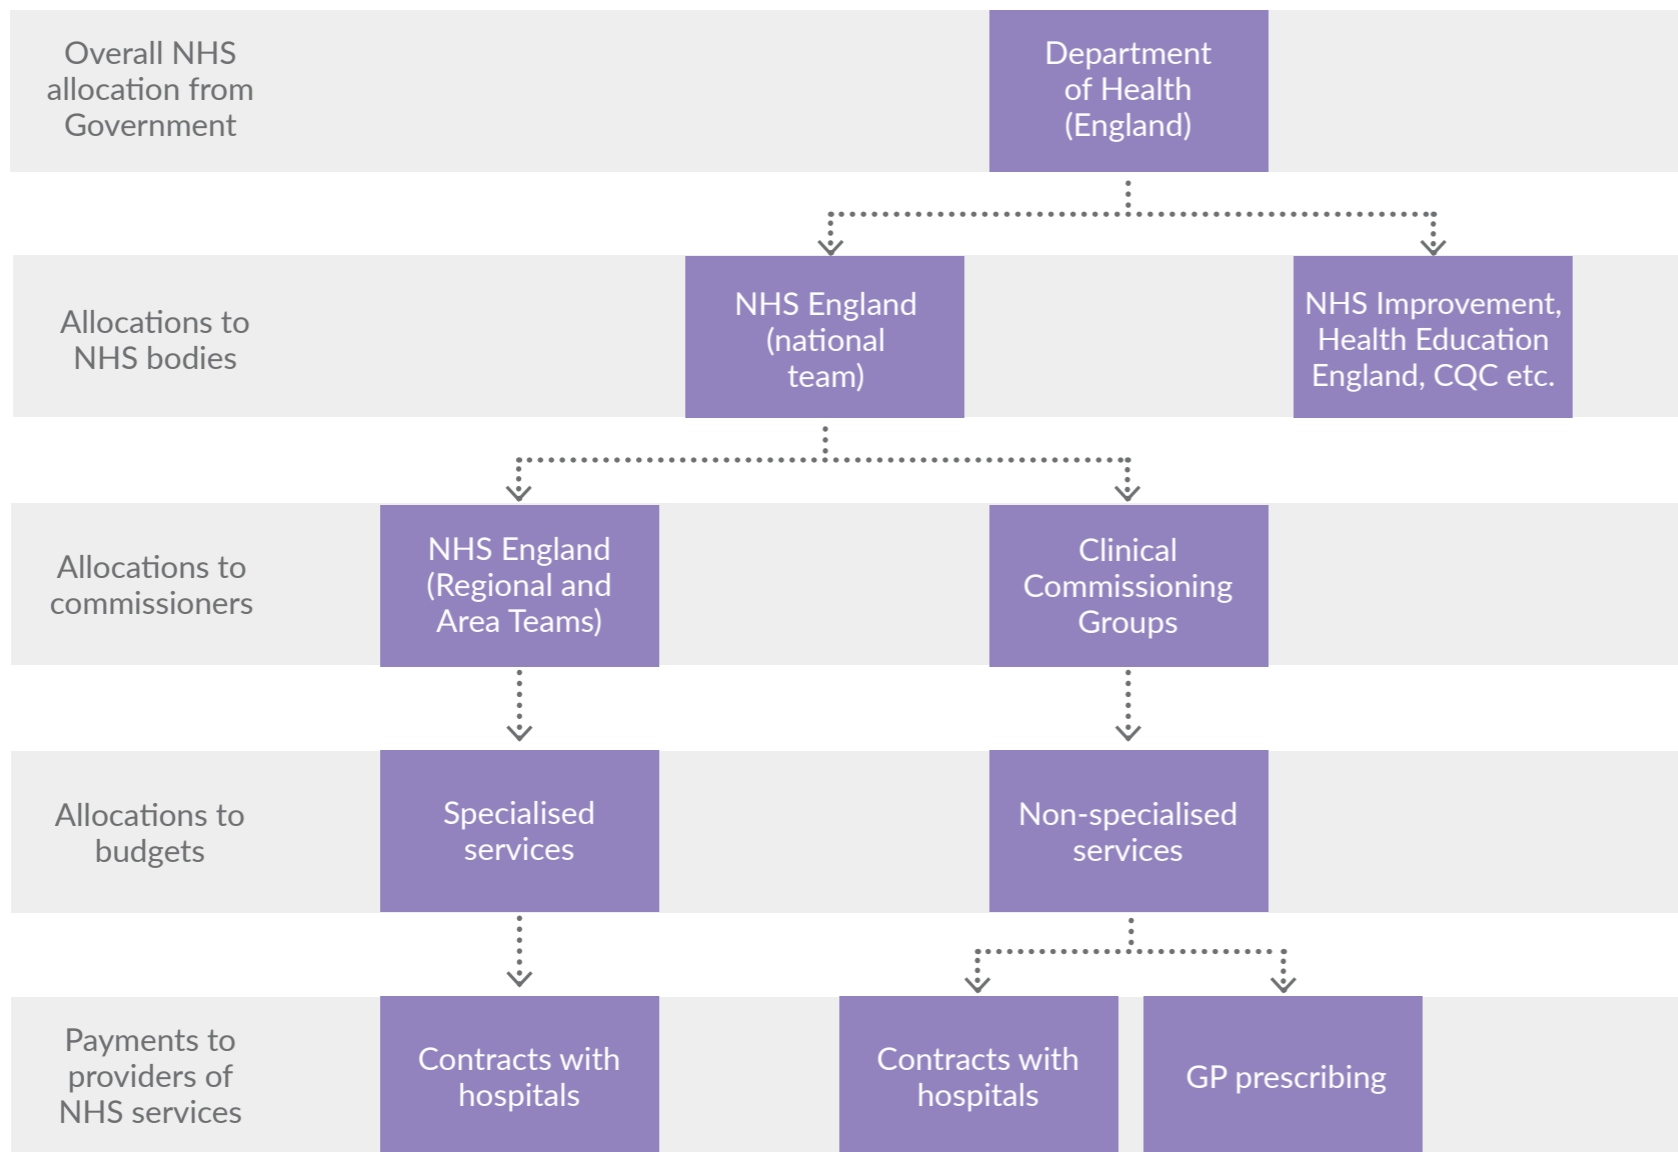 Overall NHS
allocation from
Government
Department
of Health
(England)
Allocations to
NHS bodies
NHS England
(national
team)
NHS Improvement,
Health Education
England, CQC etc.
Allocations to
commissioners
NHS England
(Regional and
Area Teams)
Clinical
Commissioning
Groups
Allocations to
budgets
Specialised
services
Non-specialised
services
Payments to
providers of
NHS services
Contracts with
hospitals
Contracts with
hospitals
GP prescribing